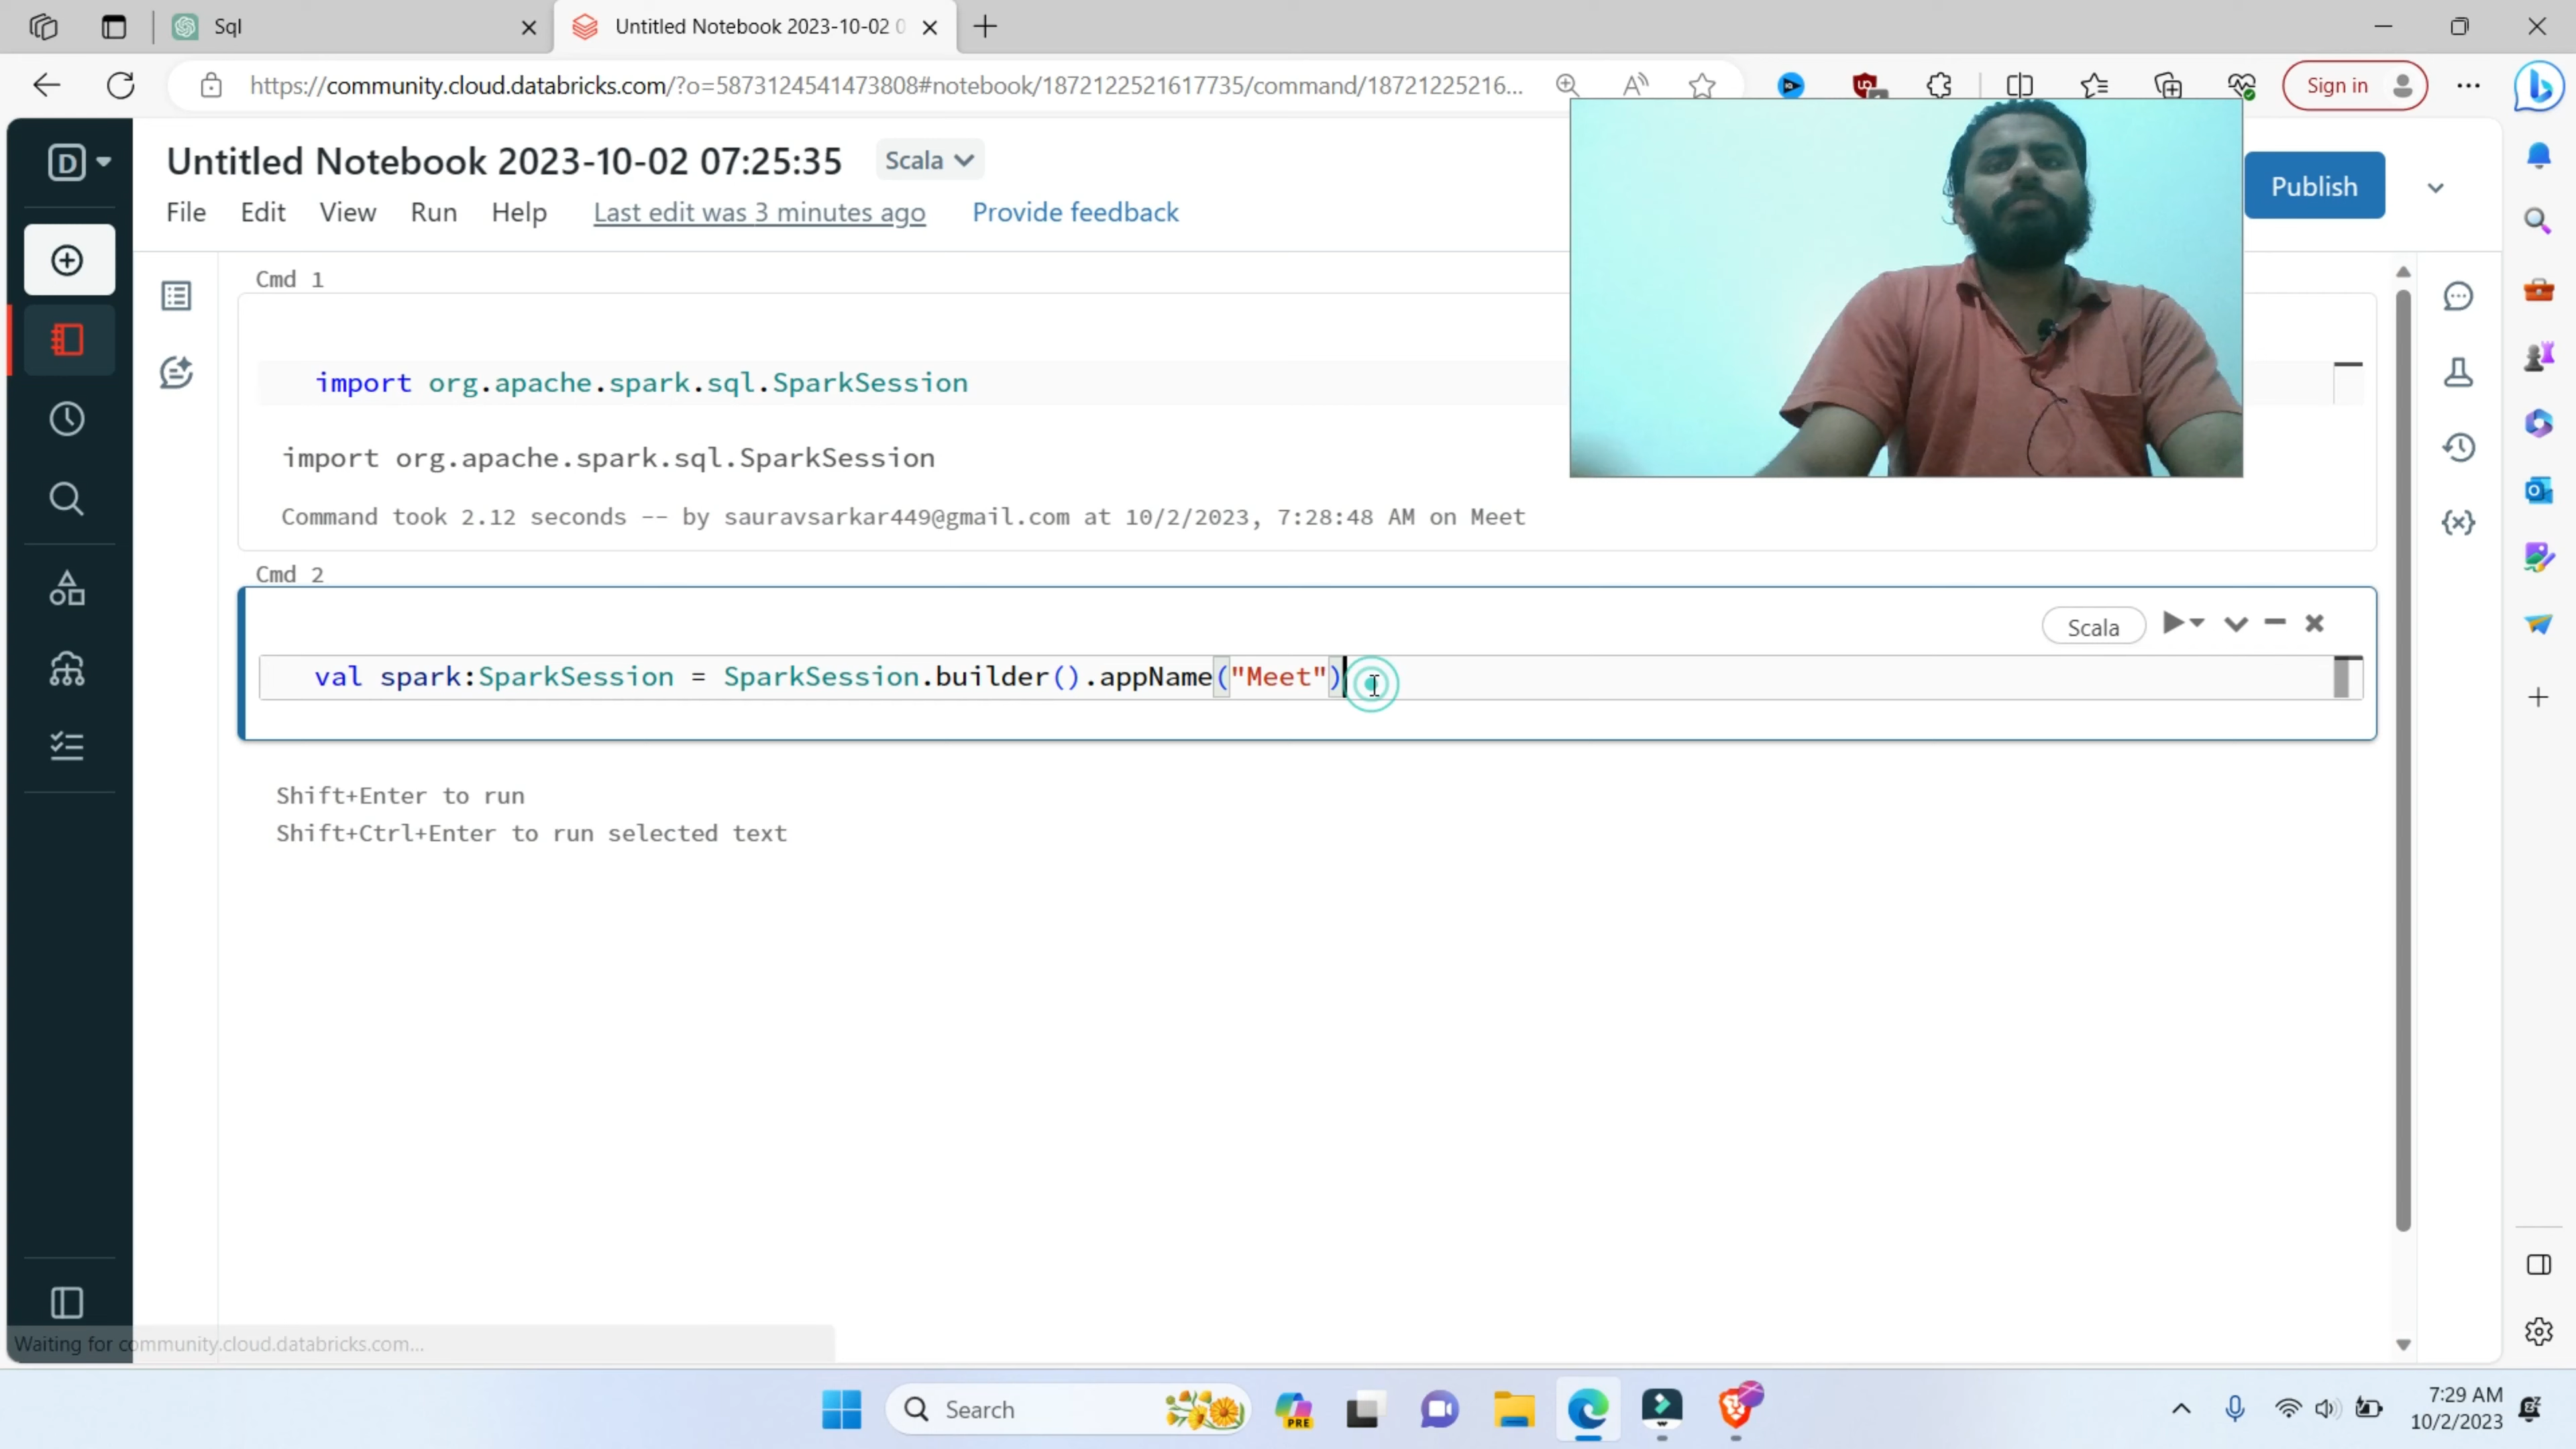 Sql
Untitled Notebook 2023-10-02 0
https://community.cloud.databricks.com/?o=5873124541473808#notebook/1872122521617735/command/18721225216...
Sign in
D
Untitled Notebook 2023-10-02 07:25:35
Scala
Publish
File Edit View Run Help Last edit was 3 minutes ago Provide feedback
Cmd 1
import org.apache.spark.sql.SparkSession
import org.apache.spark.sql.SparkSession
Command took 2.12 seconds -- by sauravsarkar449@gmail.com at 10/2/2023, 7:28:48 AM on Meet
Cmd 2
Scala
val spark:SparkSession = SparkSession.builder().appName("Meet")
Shift+Enter to run
Shift+Ctrl+Enter to run selected text
Waiting for community.cloud.databricks.com...
Search
PRE
7:29 AM
10/2/2023